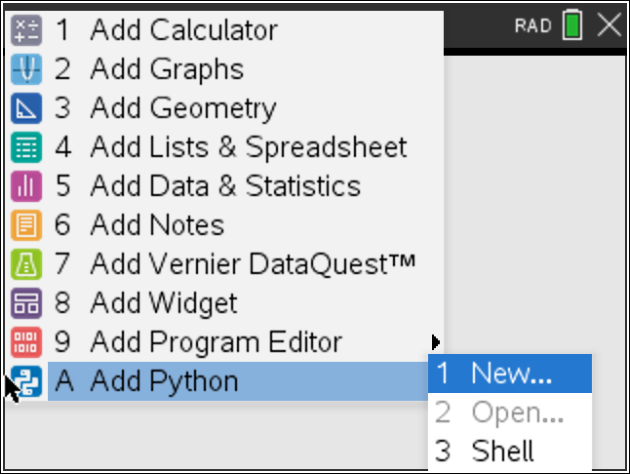 1 Add Calculator
RAD
2 Add Graphs
3 Add Geometry
4 Add Lists & Spreadsheet
5 Add Data & Statistics
6 Add Notes
7 Add Vernier DataQuest™
8 Add Widget
9 Add Program Editor
A Add Python
1 New...
2 Open...
3 Shell